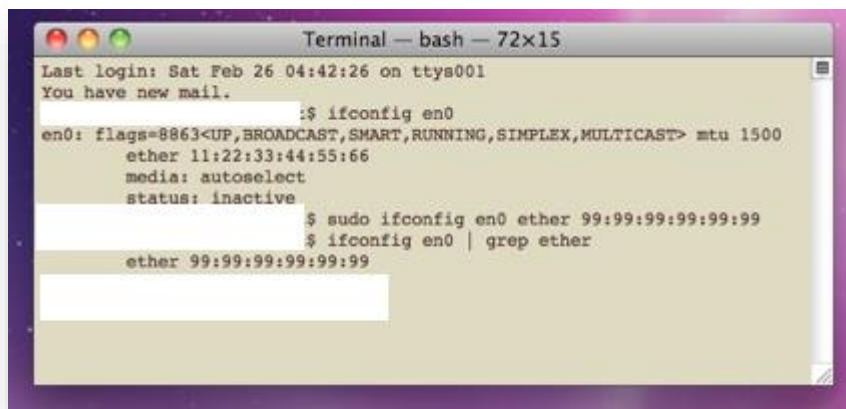 Terminal — bash — 72×15
Last login: Sat Feb 26 04:42:26 on ttys001
You have new mail.
:$ ifconfig en0
en0: flags=8863<UP,BROADCAST,SMART,RUNNING,SIMPLEX,MULTICAST> mtu 1500
ether 11:22:33:44:55:66
media: autoselect
status: inactive
$ sudo ifconfig en0 ether 99:99:99:99:99:99
$ ifconfig en0 | grep ether
ether 99:99:99:99:99:99